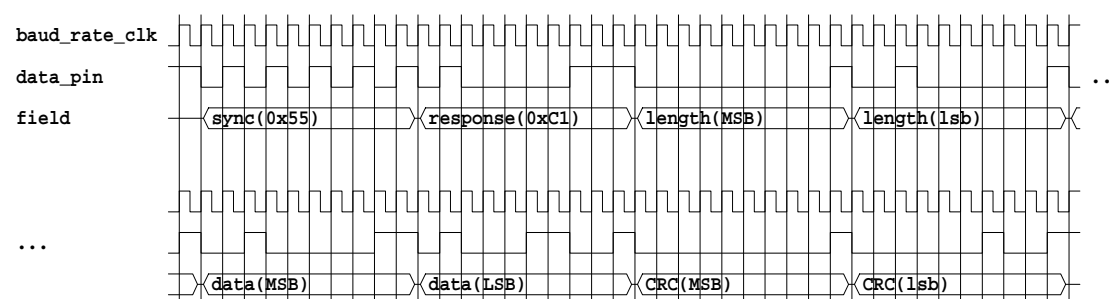 baud_rate_clk
data_pin ..
field sync(0x55) response(0xC1) length(MSB) length(lsb)
...
data(MSB) data(LSB) CRC(MSB) CRC(lsb)